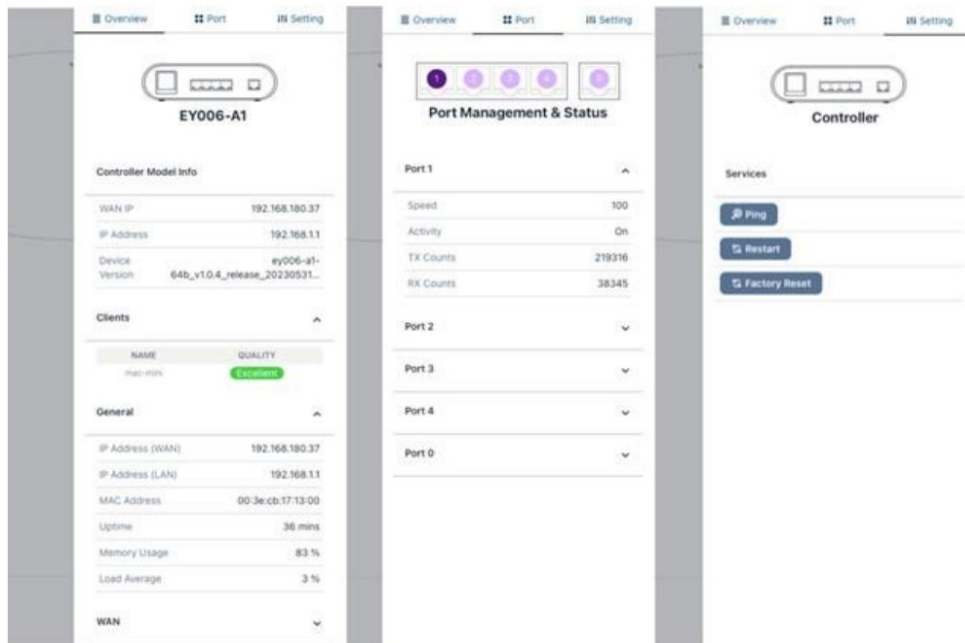 Overview Port Setting
EY006-A1
Controller Model Info
WAN IP 192.168.180.37
IP Address 192.168.1.1
Device Version ey006-a1-
64b_v1.0.4_release_20230531...
Clients
NAME QUALITY
mac-mini Excellent
General
IP Address (WAN) 192.168.180.37
IP Address (LAN) 192.168.1.1
MAC Address 00:3e:cb:17:13:00
Uptime 36 mins
Memory Usage 83 %
Load Average 3 %
WAN
Overview Port Setting
1 2 3 4
Port Management & Status
Port 1
Speed 100
Activity On
TX Counts 219316
RX Counts 38345
Port 2
Port 3
Port 4
Port 0
Overview Port Setting
Controller
Services
Ping
Restart
Factory Reset